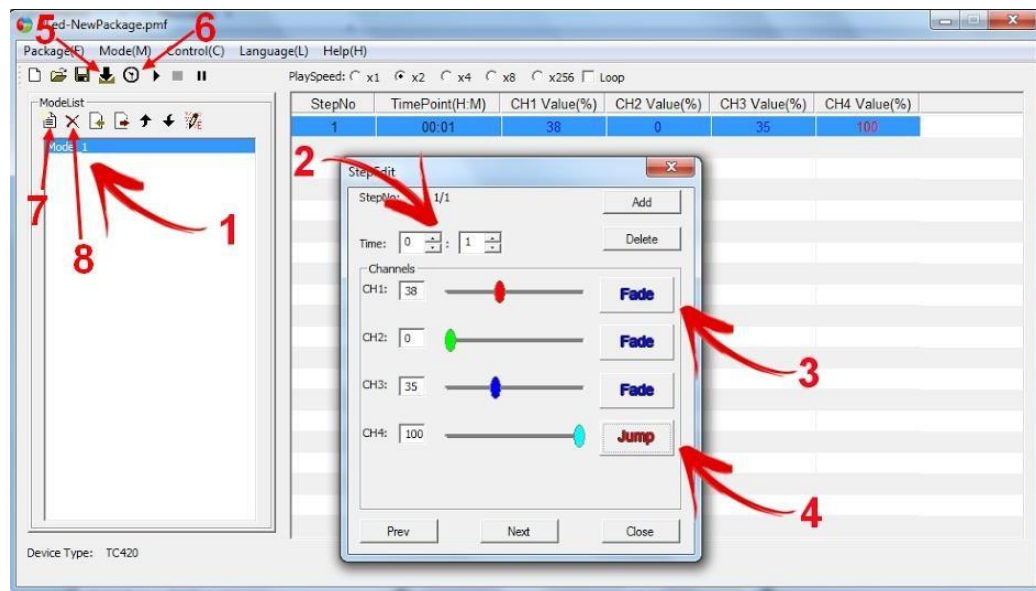 Led-NewPackage.pmf
5
6
Package(F) Mode(M) Control(C) Language(L) Help(H)
PlaySpeed: x1 x2 x4 x8 x256 Loop
ModeList
StepNo TimePoint(H:M) CH1 Value(%) CH2 Value(%) CH3 Value(%) CH4 Value(%)
1 00:01 38 0 35 100
Mode 1
7
8
1
2
StepEdit
StepNo: 1/1
Add
Time: 0 : 1
Delete
Channels
CH1: 38 Fade
CH2: 0 Fade
3
CH3: 35 Fade
CH4: 100 Jump
4
Prev Next Close
Device Type: TC420